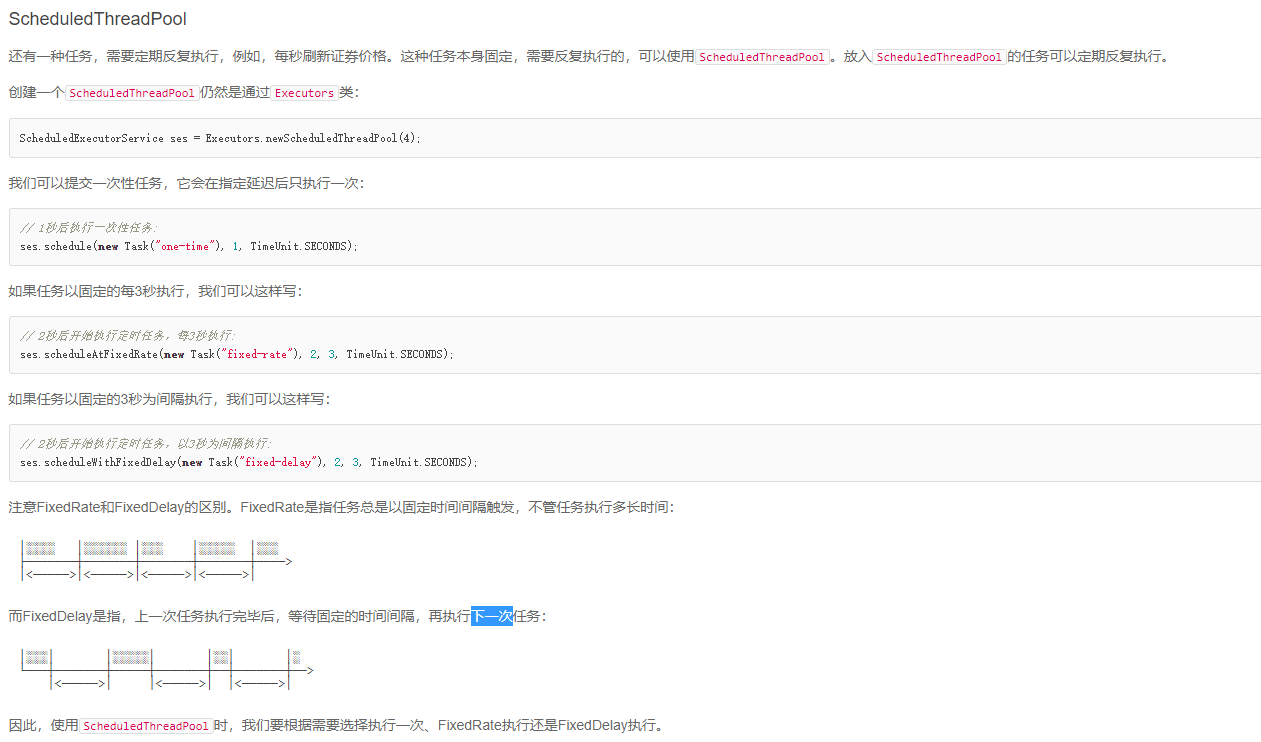 ScheduledThreadPool
还有一种任务，需要定期反复执行，例如，每秒刷新证券价格。这种任务本身固定，需要反复执行的，可以使用ScheduledThreadPool。放入ScheduledThreadPool的任务可以定期反复执行。
创建一个ScheduledThreadPool仍然是通过Executors类：
ScheduledExecutorService ses = Executors.newScheduledThreadPool(4);
我们可以提交一次性任务，它会在指定延迟后只执行一次：
// 1秒后执行一次性任务:
ses.schedule(new Task("one-time"), 1, TimeUnit.SECONDS);
如果任务以固定的每3秒执行，我们可以这样写：
// 2秒后开始执行定时任务，每3秒执行:
ses.scheduleAtFixedRate(new Task("fixed-rate"), 2, 3, TimeUnit.SECONDS);
如果任务以固定的3秒为间隔执行，我们可以这样写：
// 2秒后开始执行定时任务，以3秒为间隔执行:
ses.scheduleWithFixedDelay(new Task("fixed-delay"), 2, 3, TimeUnit.SECONDS);
注意FixedRate和FixedDelay的区别。FixedRate是指任务总是以固定时间间隔触发，不管任务执行多长时间：
而FixedDelay是指，上一次任务执行完毕后，等待固定的时间间隔，再执行下一次任务：
因此，使用ScheduledThreadPool时，我们要根据需要选择执行一次、FixedRate执行还是FixedDelay执行。